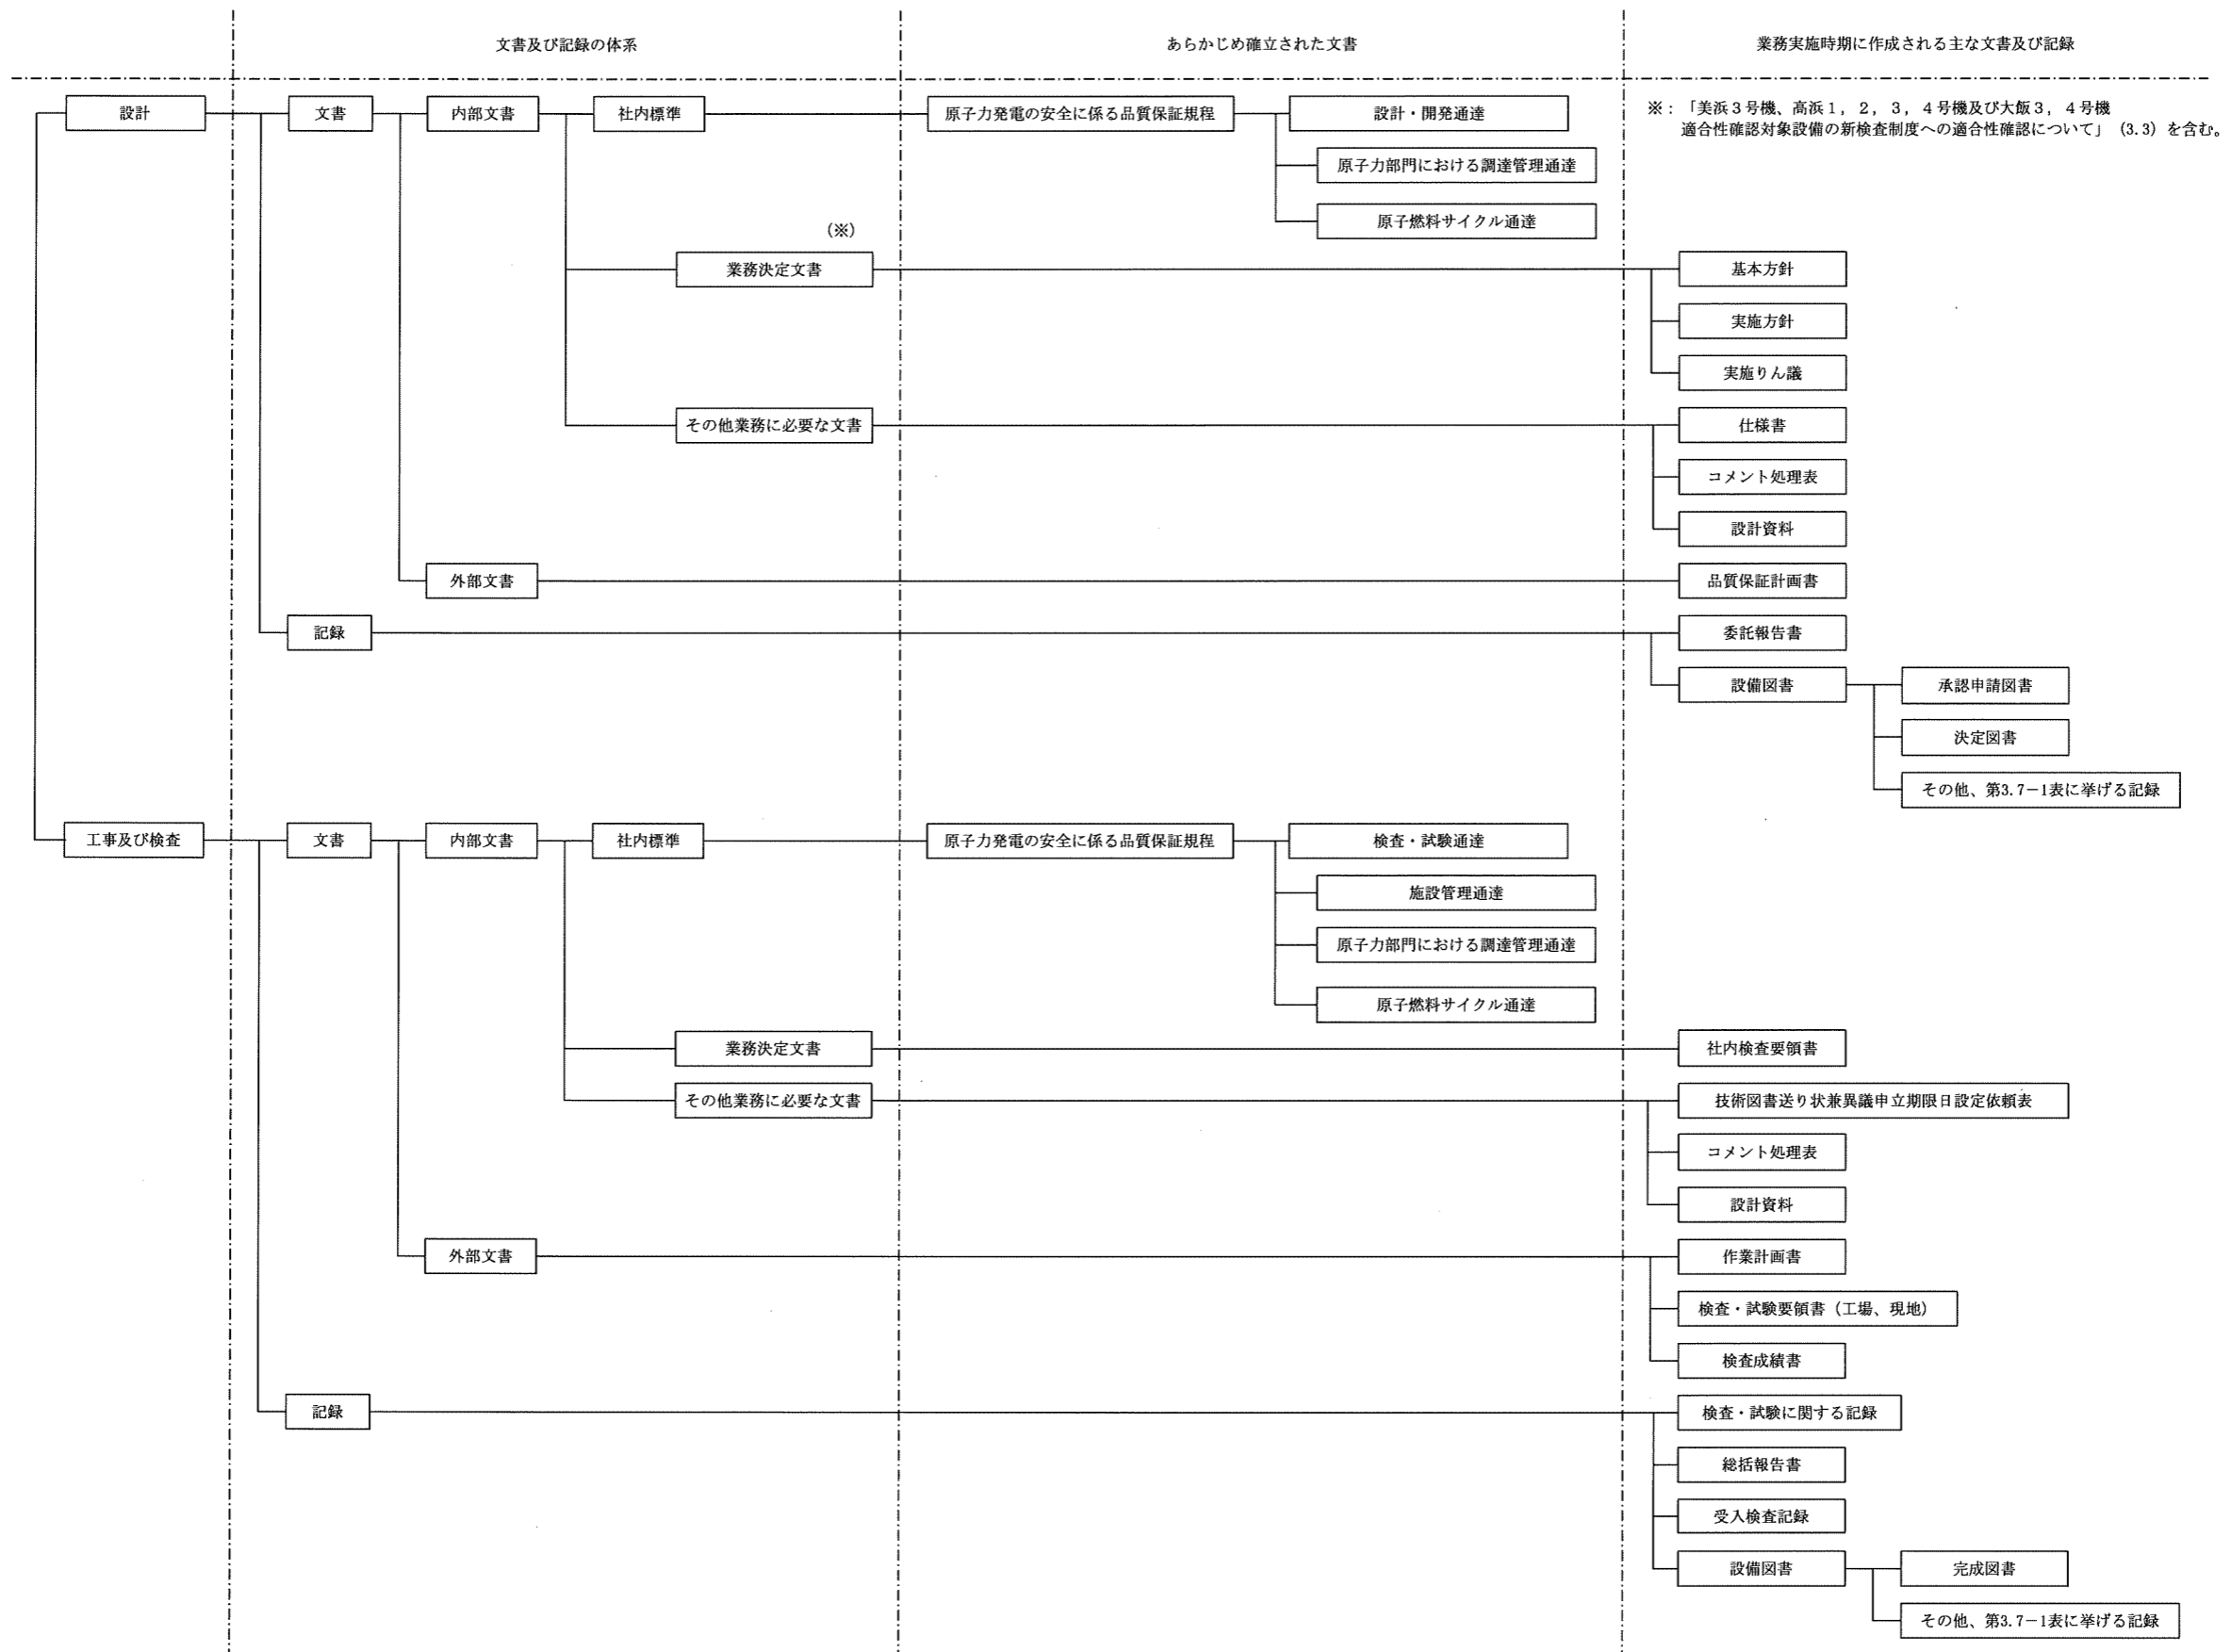 文書及び記録の体系
あらかじめ確立された文書
業務実施時期に作成される主な文書及び記録
設計
文書
内部文書
社内標準
原子力発電の安全に係る品質保証規程
設計・開発通達
※：「美浜３号機、高浜１，２，３，４号機及び大飯３，４号機
適合性確認対象設備の新検査制度への適合性確認について」(3.3)を含む。
原子力部門における調達管理通達
原子燃料サイクル通達
(※)
業務決定文書
基本方針
実施方針
実施りん議
その他業務に必要な文書
仕様書
コメント処理表
設計資料
外部文書
品質保証計画書
記録
委託報告書
設備図書
承認申請図書
決定図書
その他、第3.7－1表に挙げる記録
工事及び検査
文書
内部文書
社内標準
原子力発電の安全に係る品質保証規程
検査・試験通達
施設管理通達
原子力部門における調達管理通達
原子燃料サイクル通達
業務決定文書
社内検査要領書
その他業務に必要な文書
技術図書送り状兼異議申立期限日設定依頼表
コメント処理表
設計資料
外部文書
作業計画書
検査・試験要領書（工場、現地）
検査成績書
記録
検査・試験に関する記録
総括報告書
受入検査記録
設備図書
完成図書
その他、第3.7－1表に挙げる記録